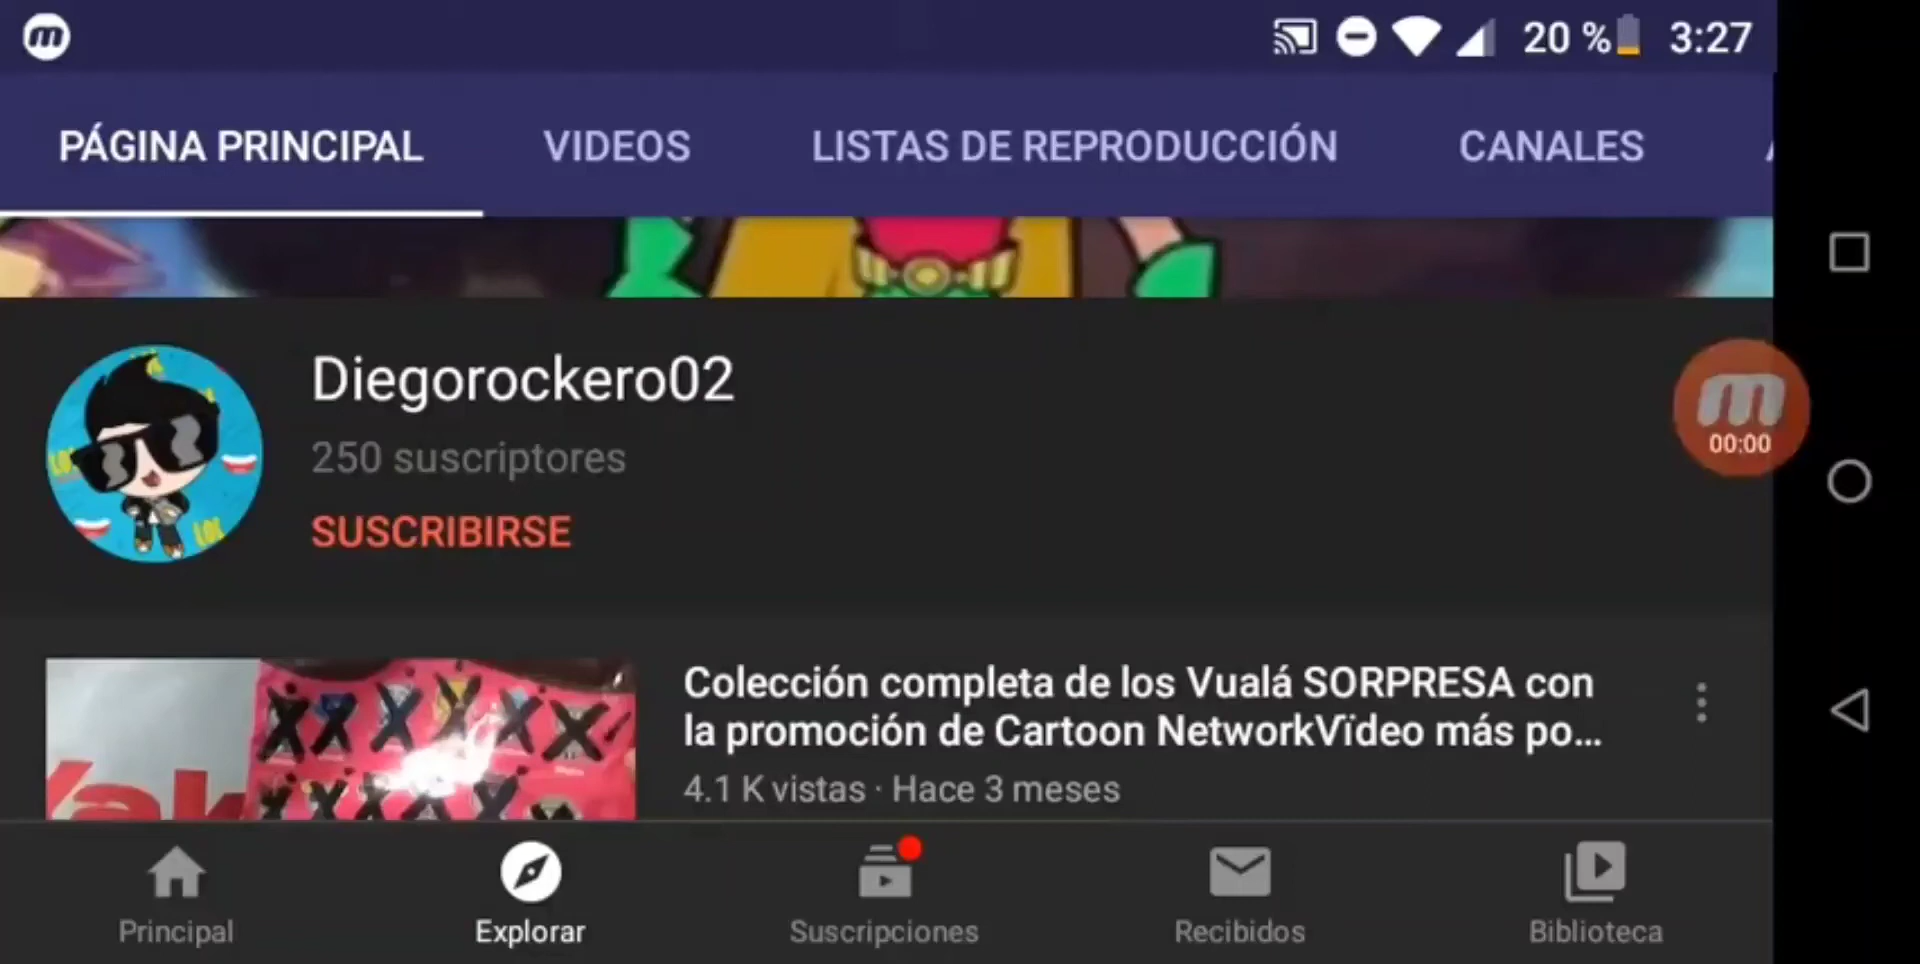 m
20 % 3:27
PÁGINA PRINCIPAL VIDEOS LISTAS DE REPRODUCCIÓN CANALES
Diegorockero02
250 suscriptores
SUSCRIBIRSE
m
00:00
Colección completa de los Vualá SORPRESA con
la promoción de Cartoon NetworkVïdeo más po...
4.1 K vistas · Hace 3 meses
Principal Explorar Suscripciones Recibidos Biblioteca